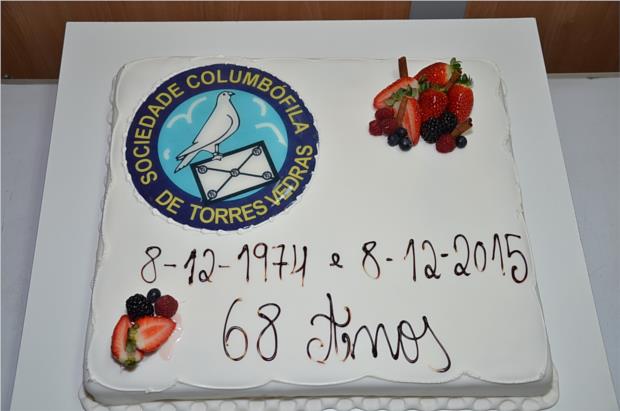 SOCIEDADE COLUMBÓFILA
DE TORRES VEDRAS
8-12-1974 e 8-12-2015
68 Anos